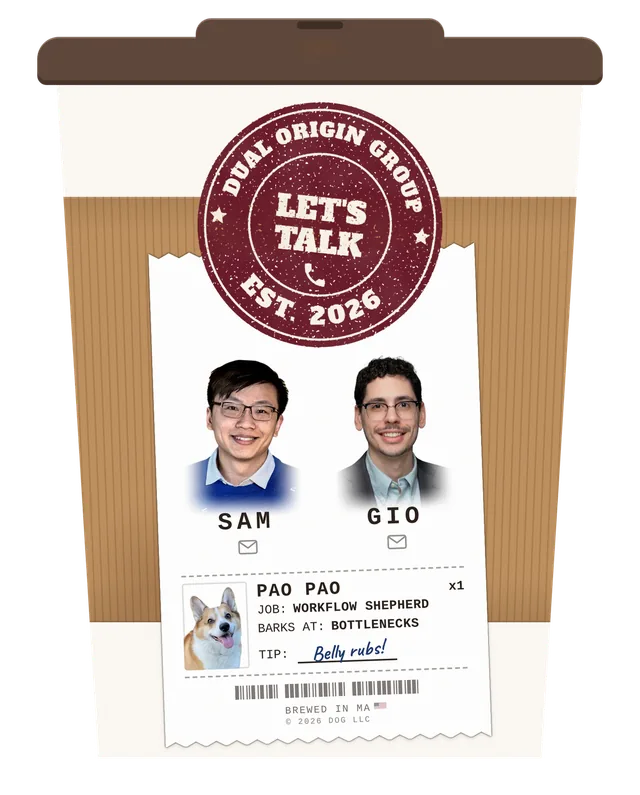 DUAL ORIGIN GROUP
LET'S
TALK
EST. 2026
SAM
GIO
PAO PAO x1
JOB: WORKFLOW SHEPHERD
BARKS AT: BOTTLENECKS
TIP: Belly rubs!
BREWED IN MA
© 2026 DOG LLC